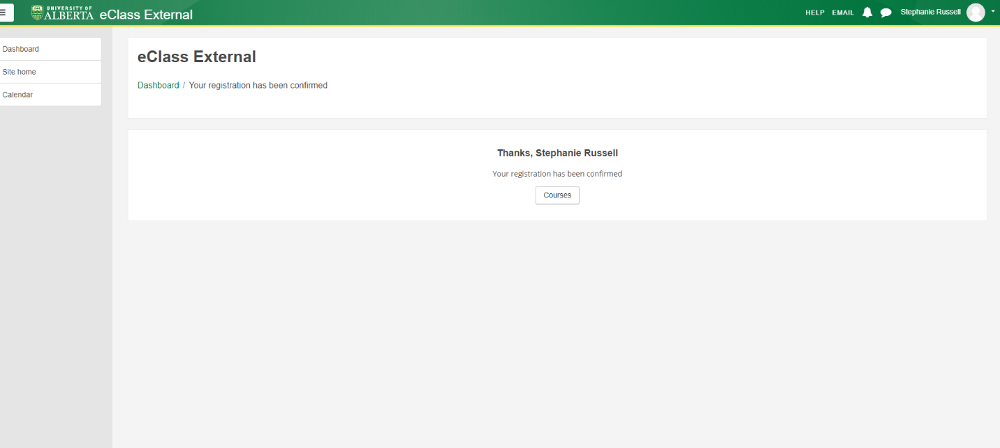 UNIVERSITY OF
ALBERTA
eClass External
HELP EMAIL Stephanie Russell
Dashboard
Site home
Calendar
eClass External
Dashboard / Your registration has been confirmed
Thanks, Stephanie Russell
Your registration has been confirmed
Courses